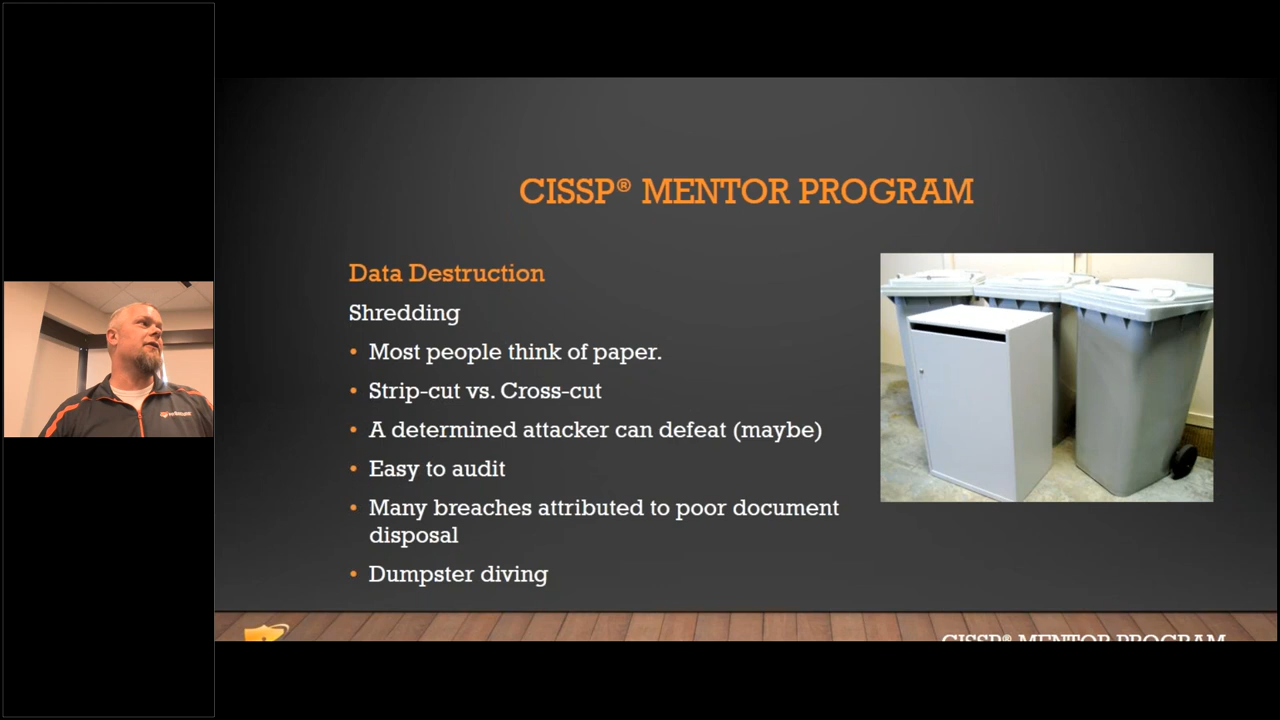 CISSP® MENTOR PROGRAM
Data Destruction
Shredding
• Most people think of paper.
• Strip-cut vs. Cross-cut
• A determined attacker can defeat (maybe)
• Easy to audit
• Many breaches attributed to poor document
disposal
• Dumpster diving
CISSP® MENTOR PROGRAM